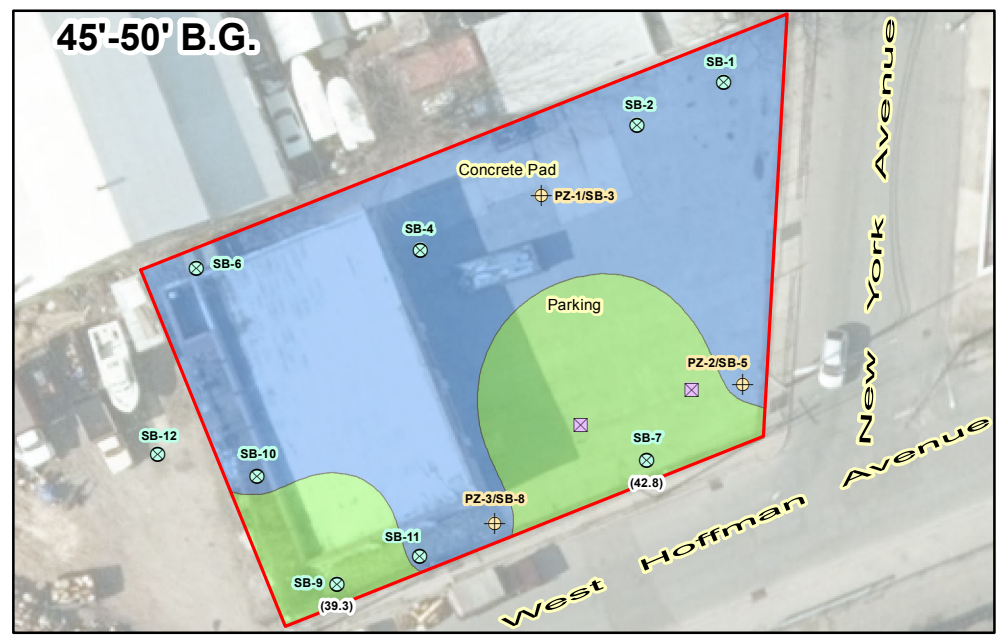 45'-50' B.G.
SB-1
SB-2
Concrete Pad
PZ-1/SB-3
SB-4
SB-6
Parking
PZ-2/SB-5
SB-12
SB-10
SB-7
(42.8)
PZ-3/SB-8
SB-11
SB-9
(39.3)
New York Avenue
West Hoffman Avenue